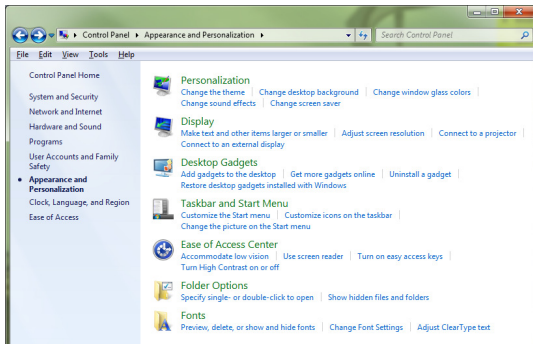 Control Panel Appearance and Personalization Search Control Panel
File Edit View Tools Help
Control Panel Home
System and Security
Network and Internet
Hardware and Sound
Programs
User Accounts and Family
Safety
Appearance and
Personalization
Clock, Language, and Region
Ease of Access
Personalization
Change the theme Change desktop background Change window glass colors
Change sound effects Change screen saver
Display
Make text and other items larger or smaller Adjust screen resolution Connect to a projector
Connect to an external display
Desktop Gadgets
Add gadgets to the desktop Get more gadgets online Uninstall a gadget
Restore desktop gadgets installed with Windows
Taskbar and Start Menu
Customize the Start menu Customize icons on the taskbar
Change the picture on the Start menu
Ease of Access Center
Accommodate low vision Use screen reader Turn on easy access keys
Turn High Contrast on or off
Folder Options
Specify single- or double-click to open Show hidden files and folders
Fonts
Preview, delete, or show and hide fonts Change Font Settings Adjust ClearType text